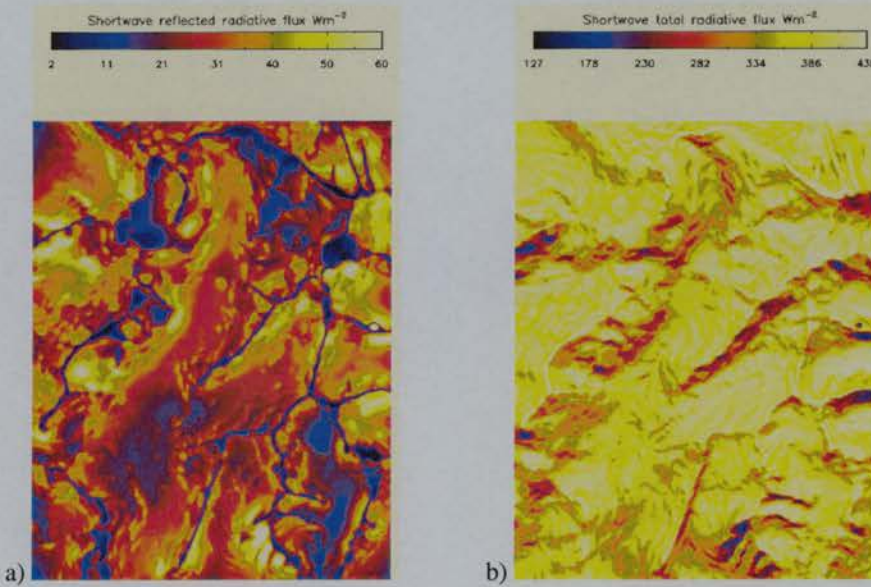 Shortwave reflected radiative flux Wm⁻²
2 11 21 31 40 50 60
Shortwave total radiative flux Wm⁻²
127 178 230 282 334 386 438
a)
b)